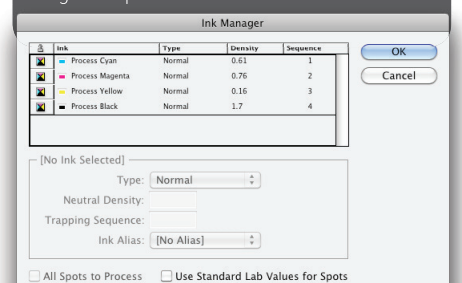 Ink Manager
Ink Type Density Sequence
Process Cyan Normal 0.61 1
Process Magenta Normal 0.76 2
Process Yellow Normal 0.16 3
Process Black Normal 1.7 4
OK
Cancel
[No Ink Selected]
Type: Normal
Neutral Density:
Trapping Sequence:
Ink Alias: [No Alias]
All Spots to Process Use Standard Lab Values for Spots